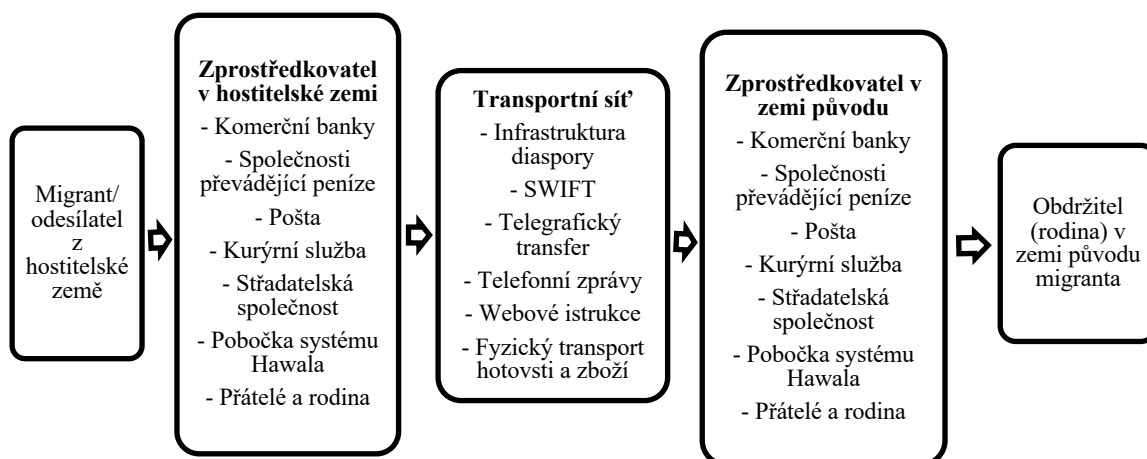 Migrant/
odesílatel
z
hostitelské
země
Zprostředkovatel
v hostitelské zemi
- Komerční banky
- Společnosti
převádějící peníze
- Pošta
- Kurýrní služba
- Střadatelská
společnost
- Pobočka systému
Hawala
- Přátelé a rodina
Transportní síť
- Infrastruktura
diaspory
- SWIFT
- Telegrafický
transfer
- Telefonní zprávy
- Webové istrukce
- Fyzický transport
hotovsti a zboží
Zprostředkovatel v
zemi původu
- Komerční banky
- Společnosti
převádějící peníze
- Pošta
- Kurýrní služba
- Střadatelská
společnost
- Pobočka systému
Hawala
- Přátelé a rodina
Obdržitel
(rodina) v
zemi původu
migranta